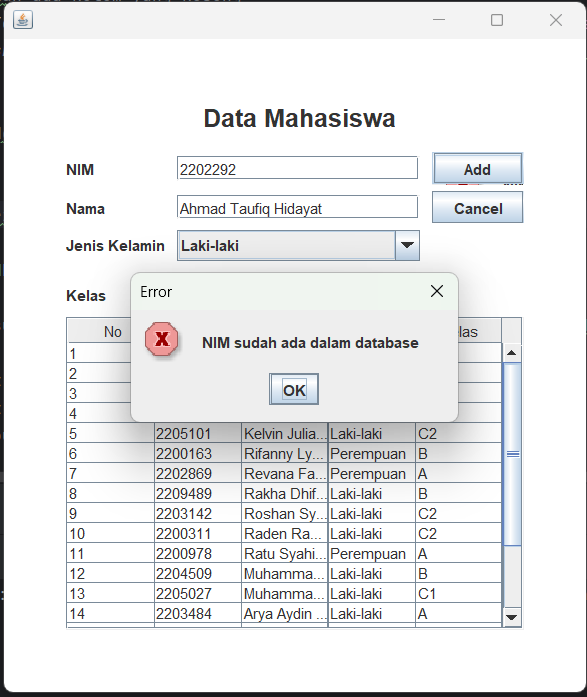 Data Mahasiswa
NIM 2202292 Add
Nama Ahmad Taufiq Hidayat Cancel
Jenis Kelamin Laki-laki
Kelas
Error
NIM sudah ada dalam database
OK
No
1
2
3
4
5 2205101 Kelvin Julia... Laki-laki C2
6 2200163 Rifanny Ly... Perempuan B
7 2202869 Revana Fa... Perempuan A
8 2209489 Rakha Dhif... Laki-laki B
9 2203142 Roshan Sy... Laki-laki C2
10 2200311 Raden Ra... Laki-laki C2
11 2200978 Ratu Syahi... Perempuan A
12 2204509 Muhamma... Laki-laki B
13 2205027 Muhamma... Laki-laki C1
14 2203484 Arya Aydin ... Laki-laki A